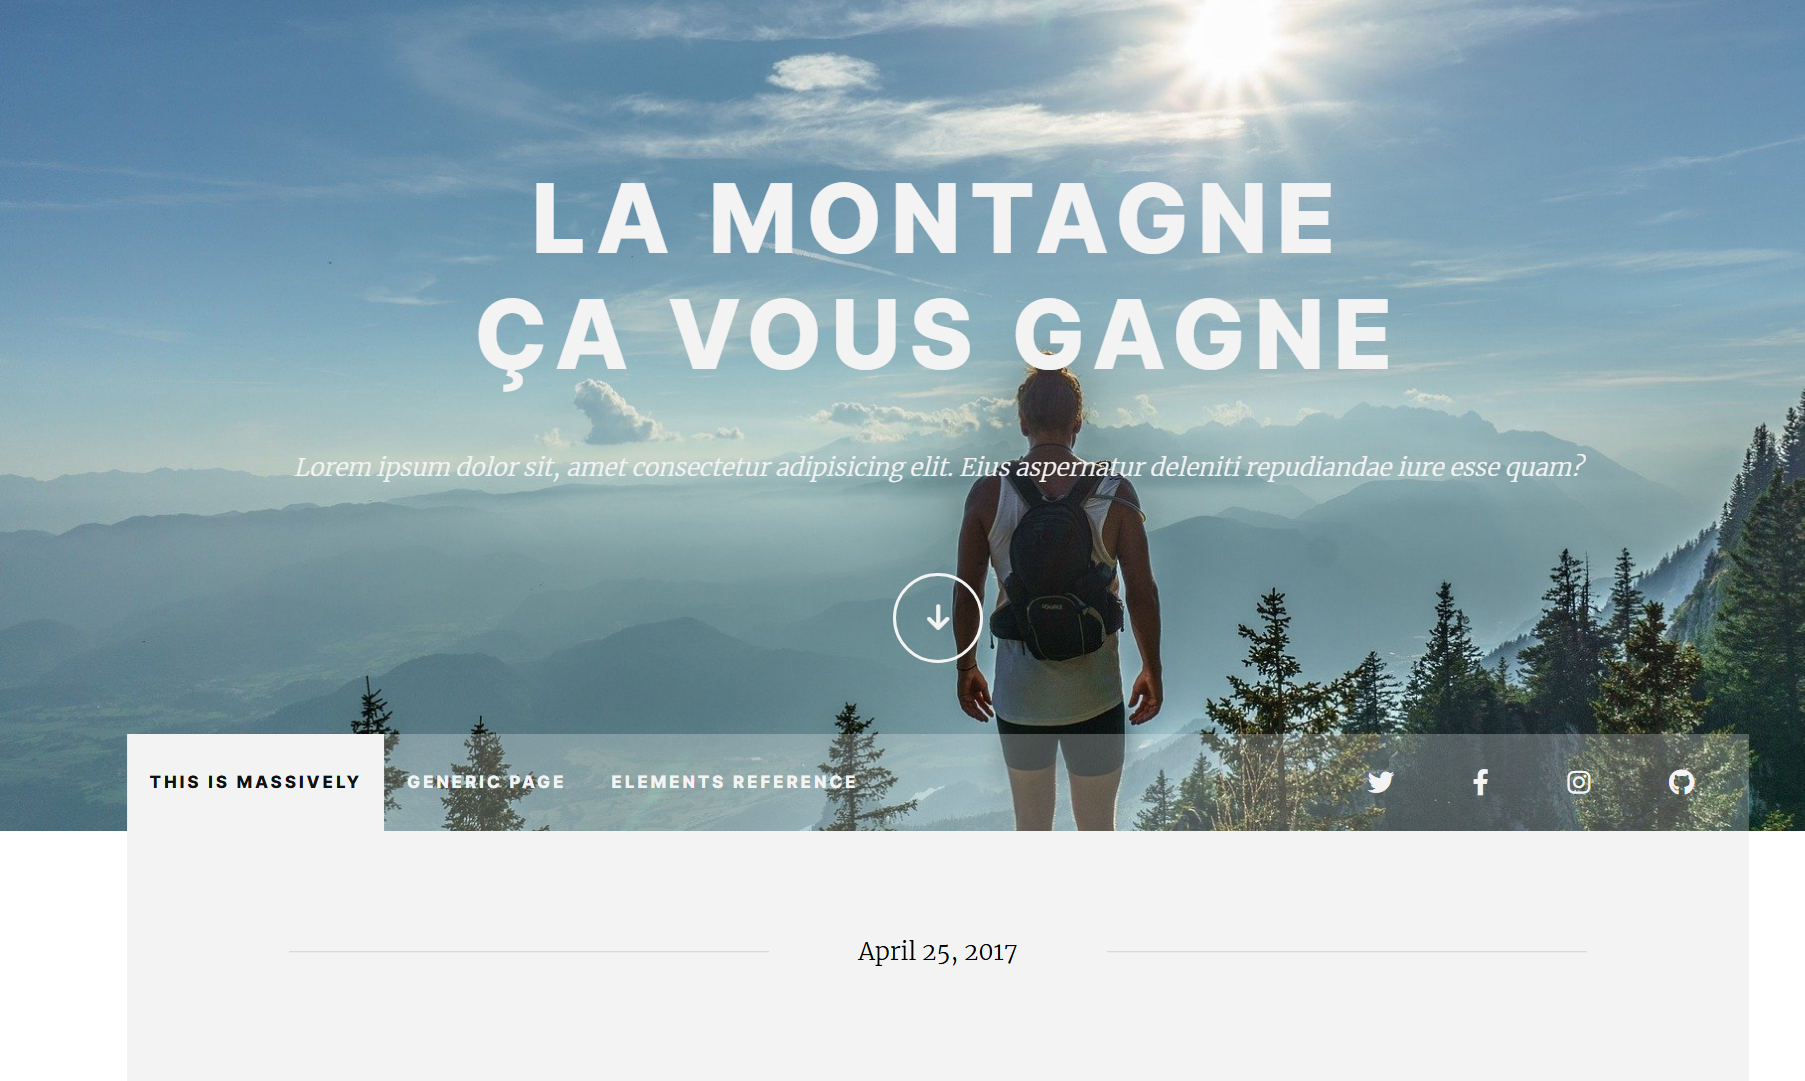 LA MONTAGNE
ÇA VOUS GAGNE
Lorem ipsum dolor sit, amet consectetur adipisicing elit. Eius aspernatur deleniti repudiandae iure esse quam?
THIS IS MASSIVELY GENERIC PAGE ELEMENTS REFERENCE
April 25, 2017